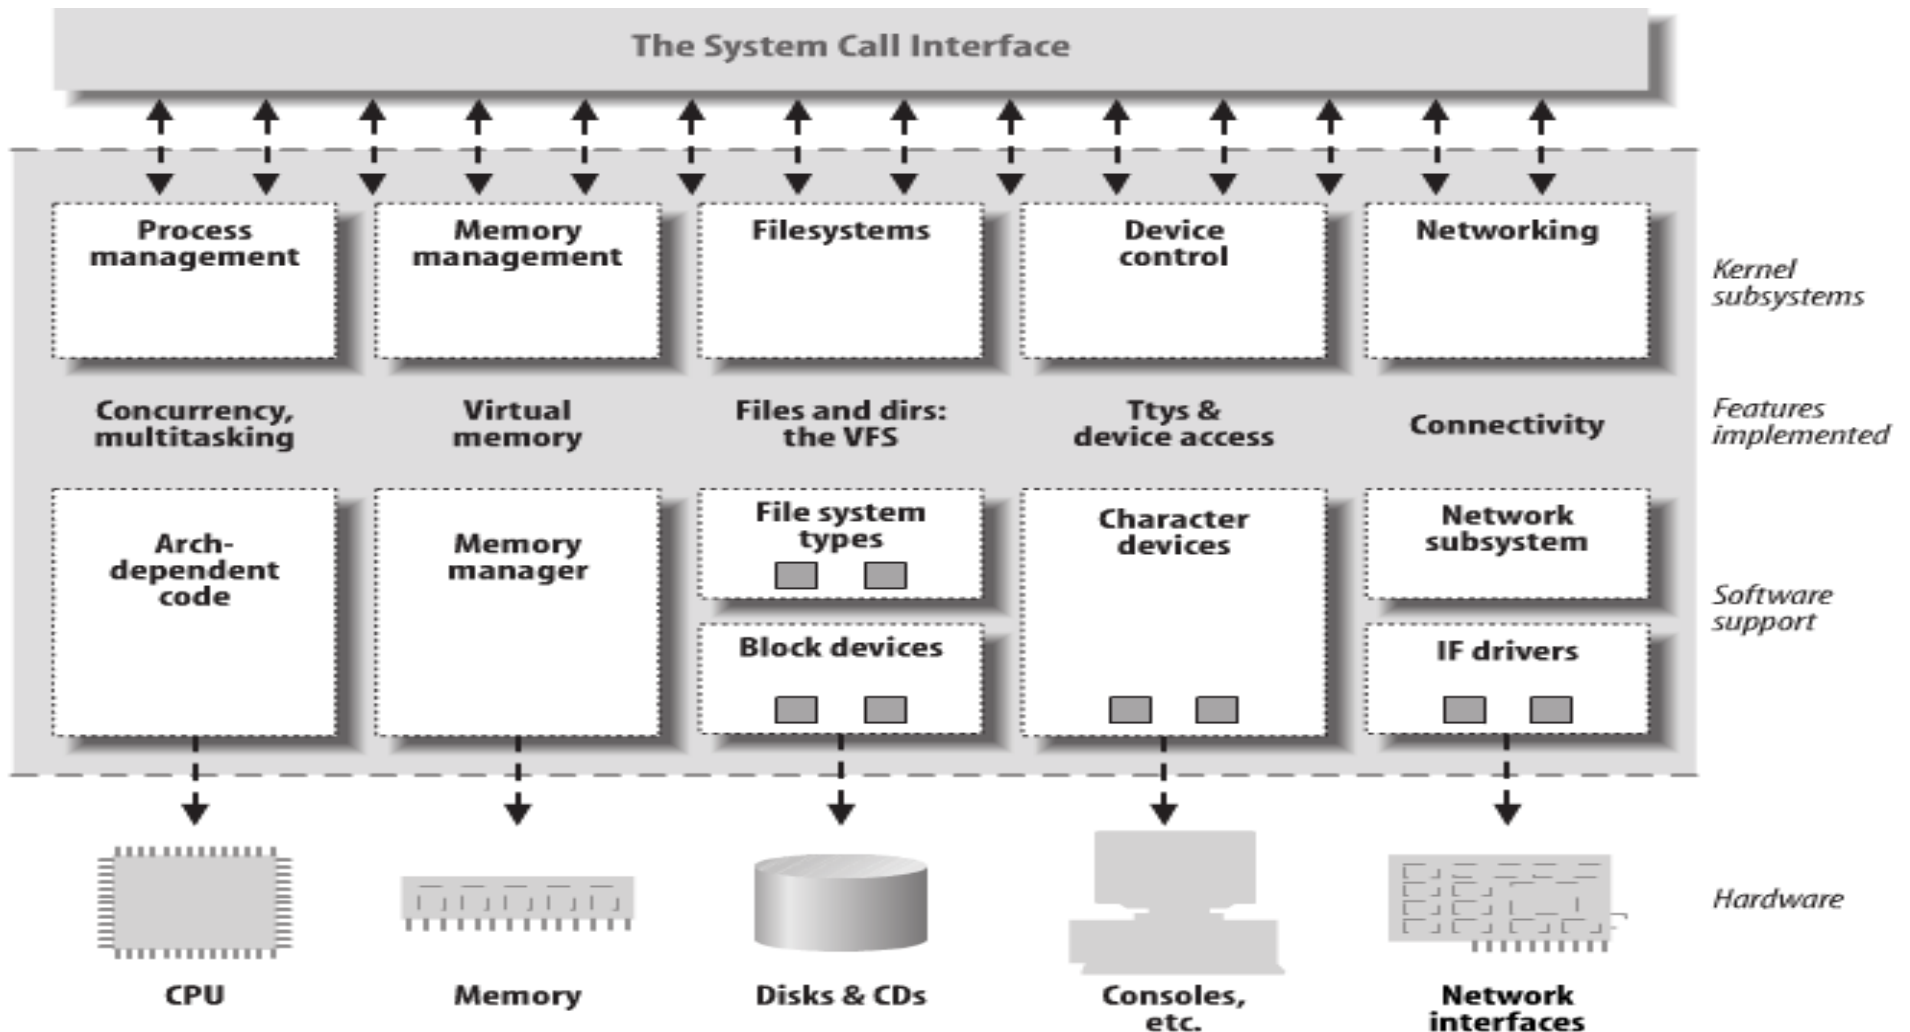 The System Call Interface
Process
management
Memory
management
Filesystems
Device
control
Networking
Kernel
subsystems
Concurrency,
multitasking
Virtual
memory
Files and dirs:
the VFS
Ttys &
device access
Connectivity
Features
implemented
Arch-
dependent
code
Memory
manager
File system
types
Block devices
Character
devices
Network
subsystem
IF drivers
Software
support
Hardware
CPU
Memory
Disks & CDs
Consoles,
etc.
Network
interfaces